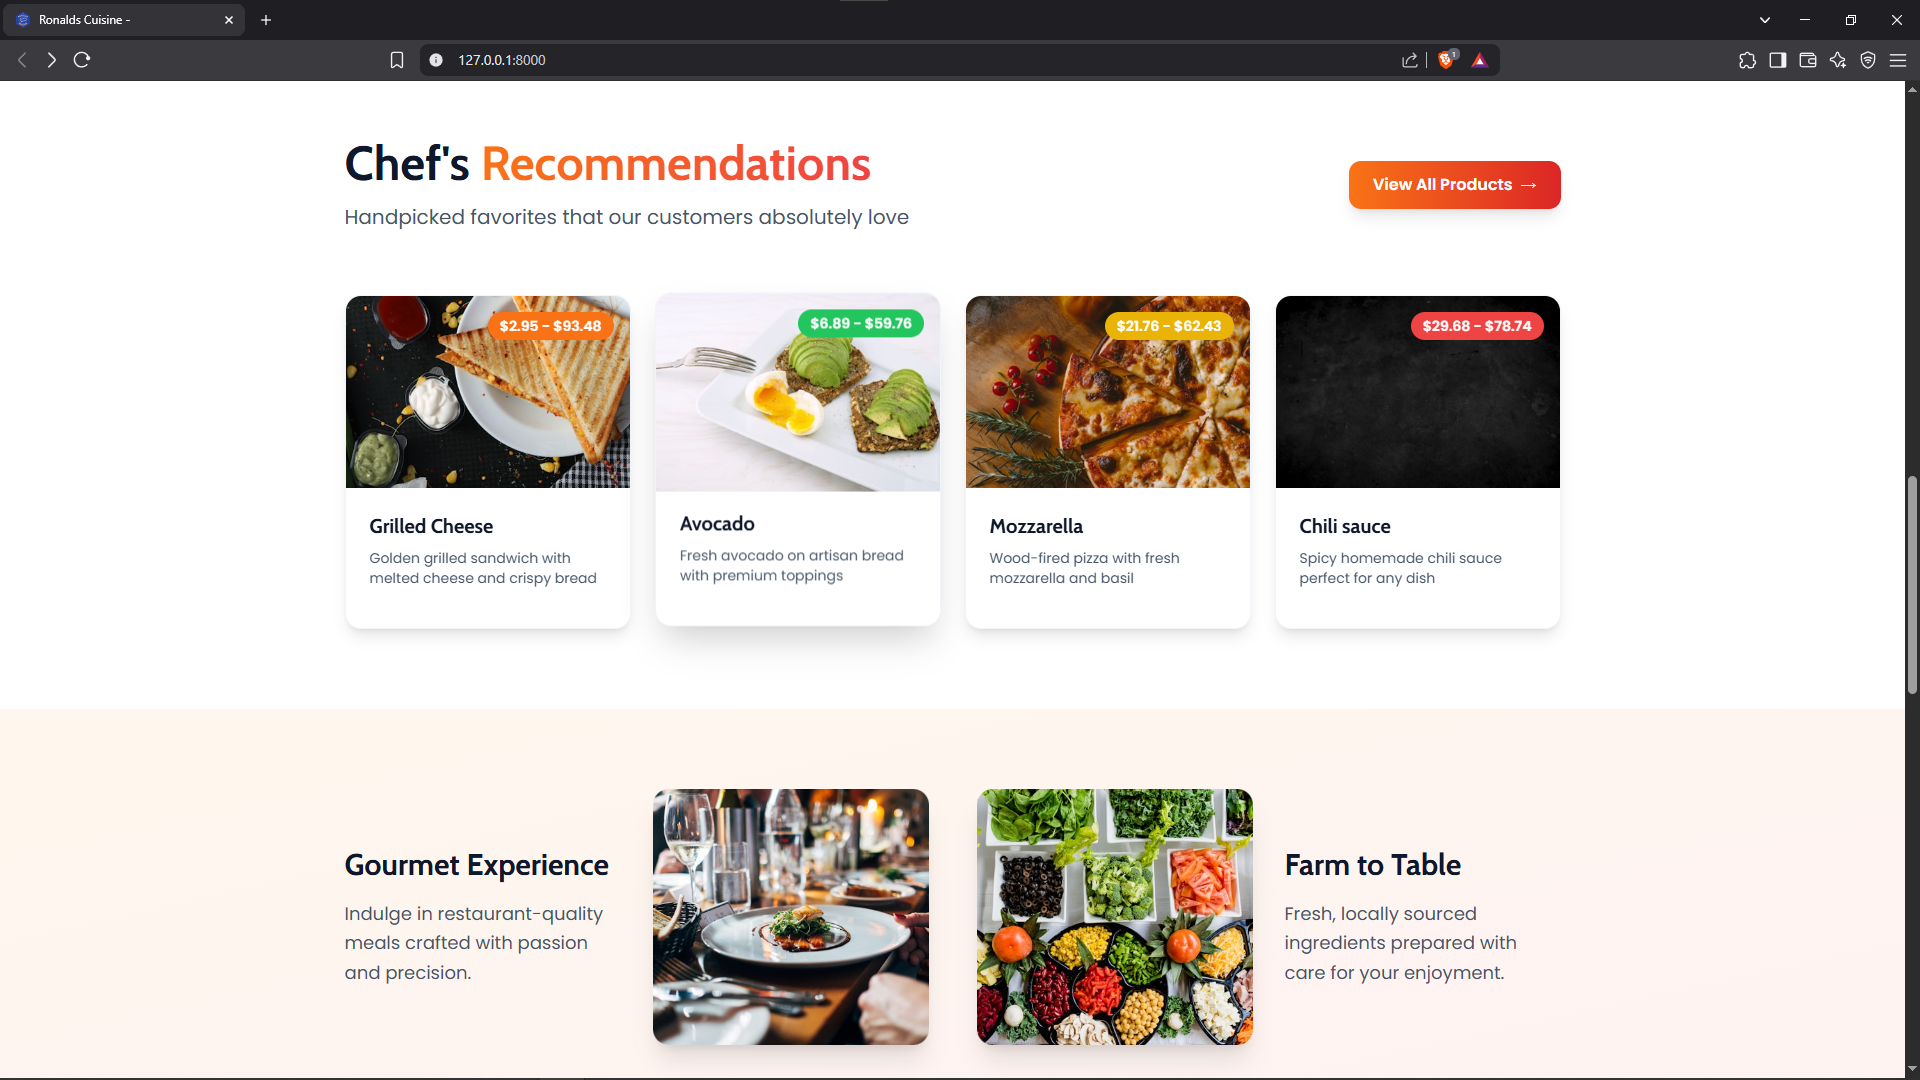 Ronalds Cuisine -
127.0.0.1:8000
1
Chef's Recommendations
Handpicked favorites that our customers absolutely love
View All Products →
$2.95 - $93.48
Grilled Cheese
Golden grilled sandwich with
melted cheese and crispy bread
$6.89 - $59.76
Avocado
Fresh avocado on artisan bread
with premium toppings
$21.76 - $62.43
Mozzarella
Wood-fired pizza with fresh
mozzarella and basil
$29.68 - $78.74
Chili sauce
Spicy homemade chili sauce
perfect for any dish
Gourmet Experience
Indulge in restaurant-quality
meals crafted with passion
and precision.
Farm to Table
Fresh, locally sourced
ingredients prepared with
care for your enjoyment.